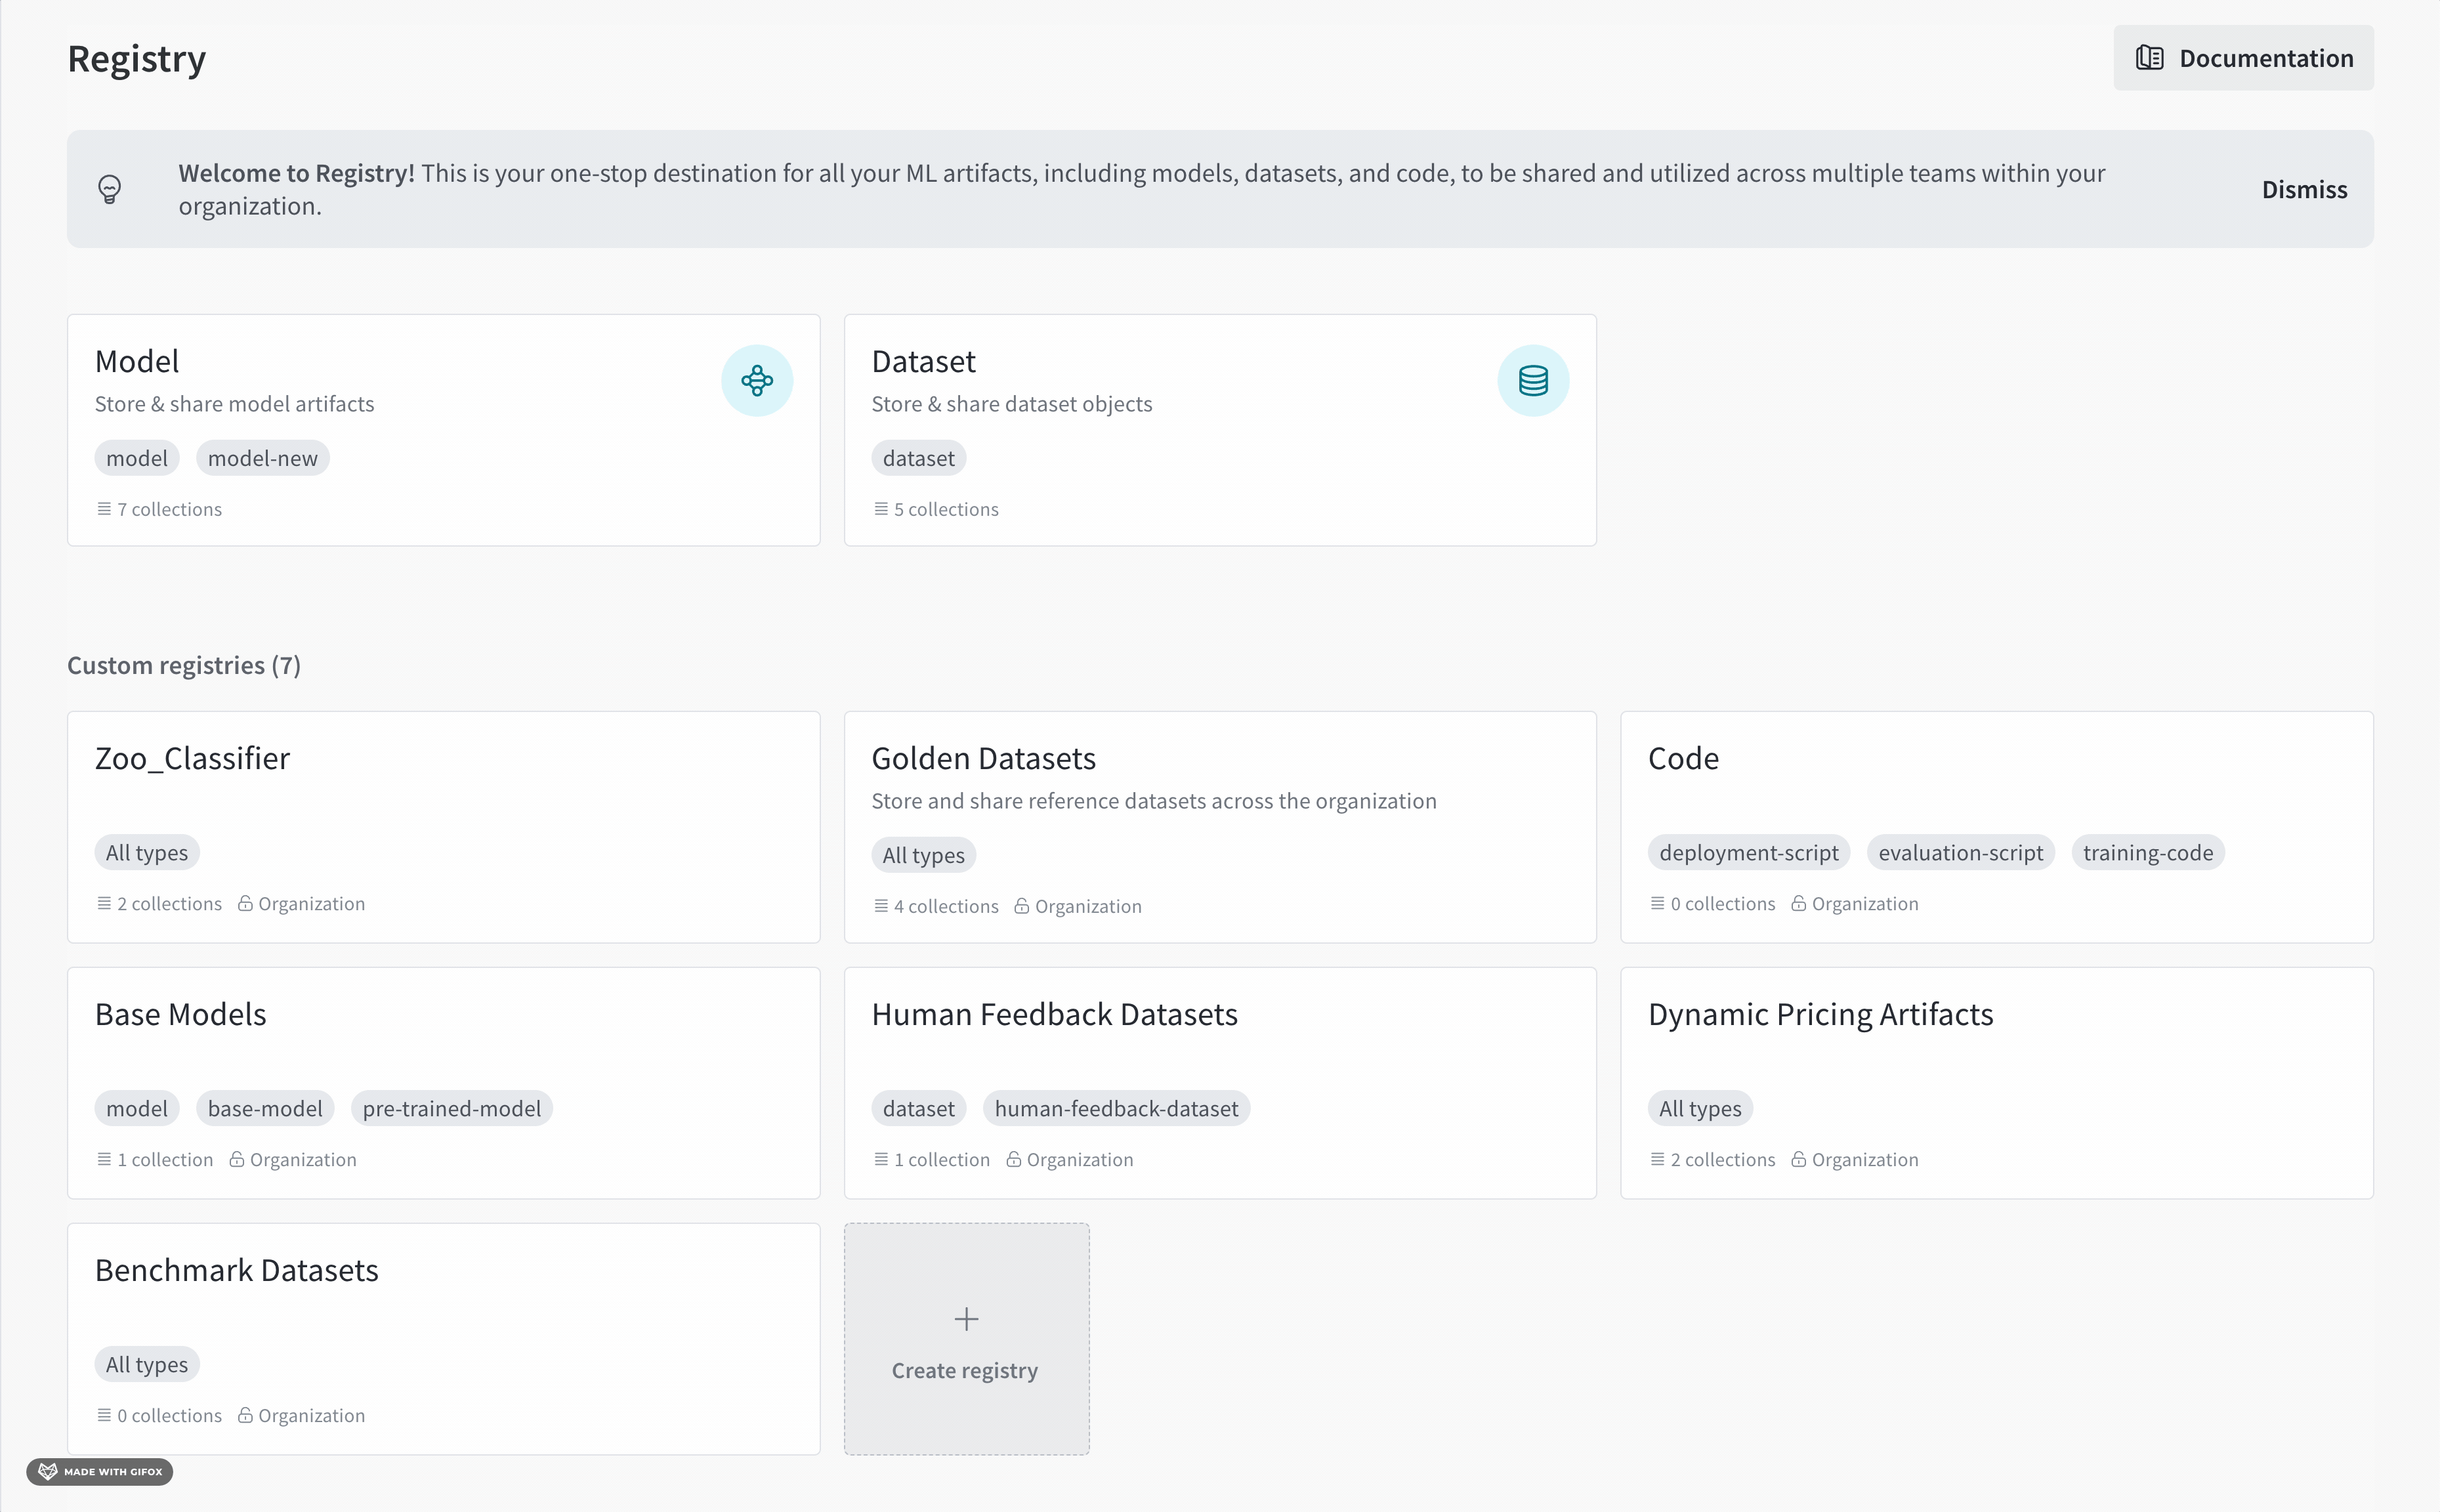 Registry
Documentation
Welcome to Registry! This is your one-stop destination for all your ML artifacts, including models, datasets, and code, to be shared and utilized across multiple teams within your
organization.
Dismiss
Model
Store & share model artifacts
model model-new
7 collections
Dataset
Store & share dataset objects
dataset
5 collections
Custom registries (7)
Zoo_Classifier
All types
2 collections Organization
Golden Datasets
Store and share reference datasets across the organization
All types
4 collections Organization
Code
deployment-script evaluation-script training-code
0 collections Organization
Base Models
model base-model pre-trained-model
1 collection Organization
Human Feedback Datasets
dataset human-feedback-dataset
1 collection Organization
Dynamic Pricing Artifacts
All types
2 collections Organization
Benchmark Datasets
All types
0 collections Organization
Create registry
MADE WITH GIFOX